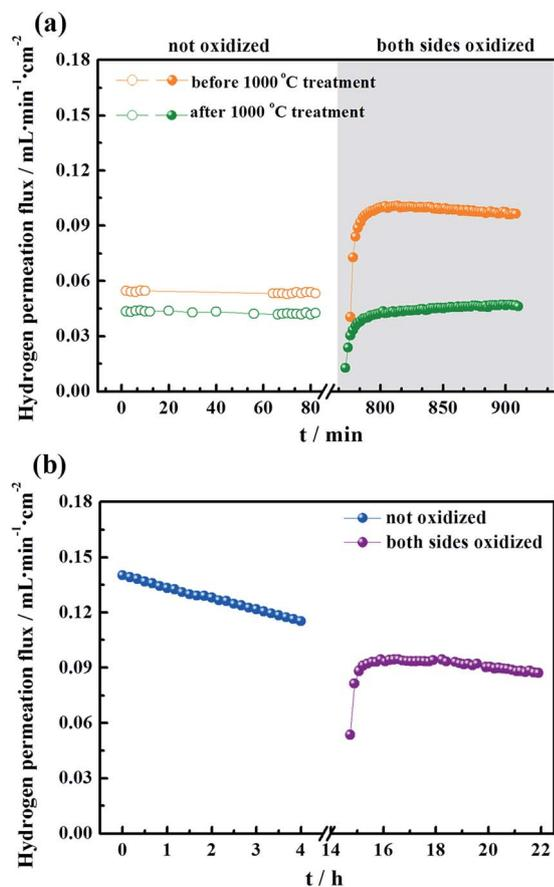 (a)
not oxidized both sides oxidized
0.18
before 1000 °C treatment
after 1000 °C treatment
0.15
0.12
0.09
0.06
0.03
0.00
Hydrogen permeation flux / mL·min⁻¹·cm⁻²
0 20 40 60 80 800 850 900
t / min
(b)
0.18
not oxidized
both sides oxidized
0.15
0.12
0.09
0.06
0.03
0.00
Hydrogen permeation flux / mL·min⁻¹·cm⁻²
0 1 2 3 4 14 16 18 20 22
t / h